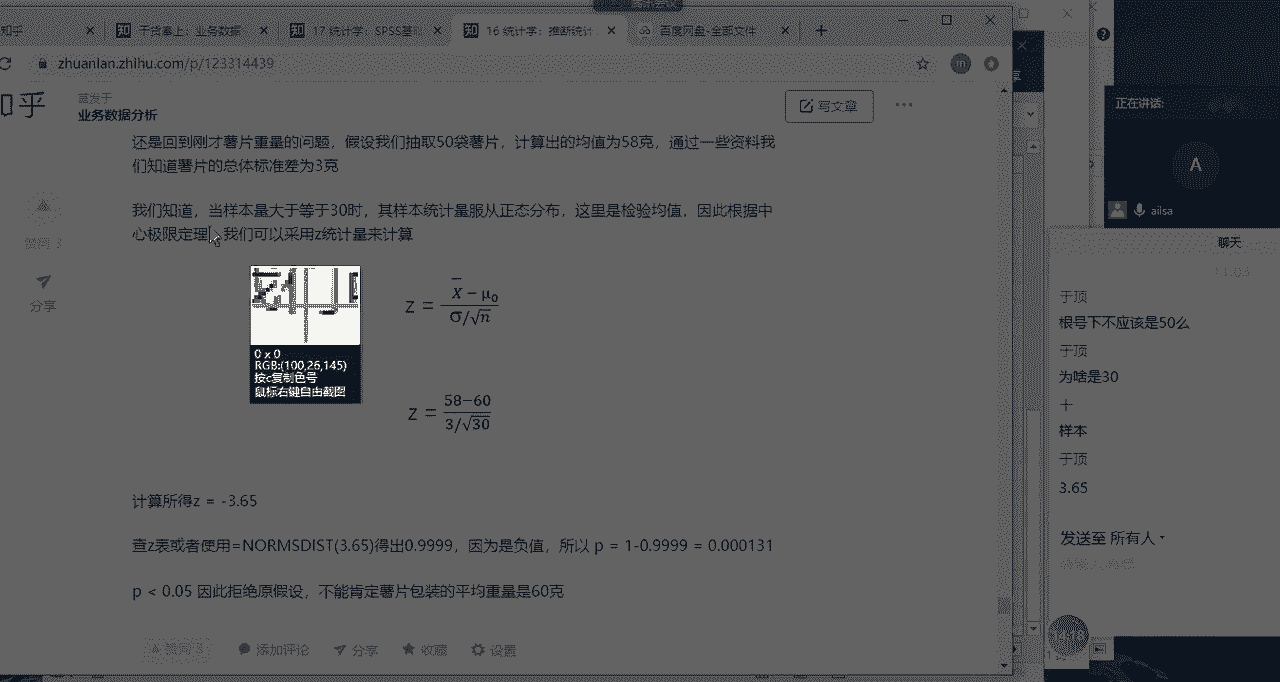 知乎
干货塞上：业务数据
17 统计学：SPSS基础
16 统计学：推断统计
百度网盘-全部文件
zhuanlan.zhihu.com/p/123314439
m
知乎
首发于
业务数据分析
写文章
还是回到刚才薯片重量的问题，假设我们抽取50袋薯片，计算出的均值为58克，通过一些资料我
们知道薯片的总体标准差为3克
我们知道，当样本量大于等于30时，其样本统计量服从正态分布，这里是检验均值，因此根据中
心极限定理，我们可以采用z统计量来计算
赞同 3
分享
z = (X̄ − μ₀) / (σ/√n)
0 x 0
RGB:(100,26,145)
按c复制色号
鼠标右键自由截图
z = (58−60) / (3/√30)
计算所得z = -3.65
查z表或者使用=NORMSDIST(3.65)得出0.9999，因为是负值，所以 p = 1-0.9999 = 0.000131
p < 0.05 因此拒绝原假设，不能肯定薯片包装的平均重量是60克
赞同 3
添加评论
分享
收藏
设置
正在讲话:
A
ailsa
聊天
于顶
根号下不应该是50么
于顶
为啥是30
十
样本
于顶
3.65
发送至 所有人